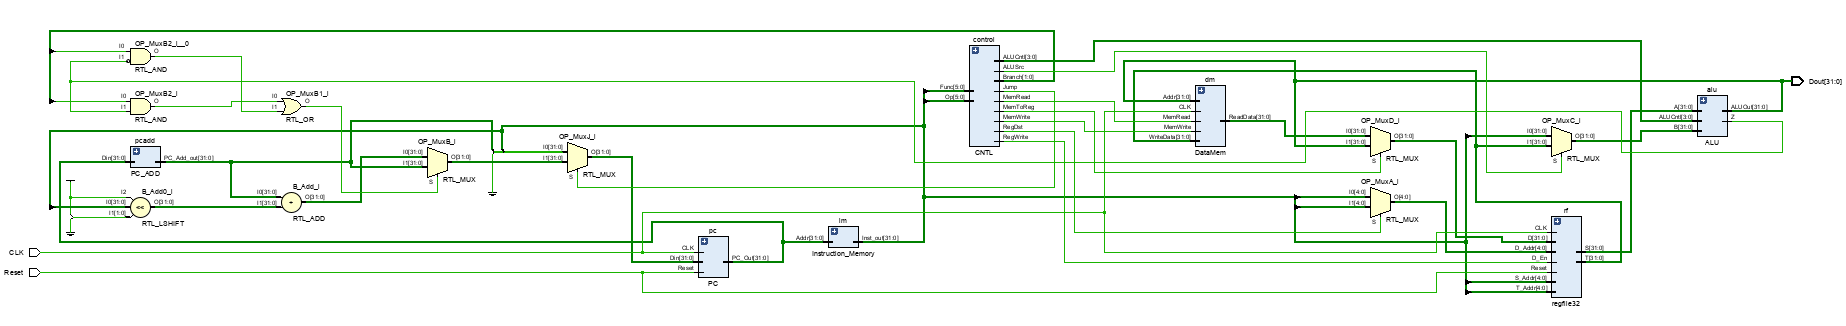 OP_MuxB2_i__0
I0
I1
O
RTL_AND
OP_MuxB2_i
I0
I1
O
RTL_AND
OP_MuxB1_i
I0
I1
O
RTL_OR
pcadd
Din[31:0]
PC_Add_out[31:0]
PC_ADD
B_Add0_i
I2
I0[31:0]
I1[1:0]
<<
O[31:0]
RTL_LSHIFT
B_Add_i
I0[31:0]
I1[31:0]
+
O[31:0]
RTL_ADD
OP_MuxB_i
I0[31:0]
I1[31:0]
S
O[31:0]
RTL_MUX
OP_MuxJ_i
I0[31:0]
I1[31:0]
S
O[31:0]
RTL_MUX
CLK
Reset
pc
CLK
Din[31:0]
Reset
PC_Out[31:0]
PC
im
Addr[31:0]
Inst_out[31:0]
Instruction_Memory
control
Func[5:0]
Op[5:0]
ALUCntl[3:0]
ALUSrc
Branch[1:0]
Jump
MemRead
MemToReg
MemWrite
RegDst
RegWrite
CNTL
dm
Addr[31:0]
CLK
MemRead
MemWrite
WriteData[31:0]
ReadData[31:0]
DataMem
OP_MuxD_i
I0[31:0]
I1[31:0]
S
O[31:0]
RTL_MUX
OP_MuxA_i
I0[4:0]
I1[4:0]
S
O[4:0]
RTL_MUX
OP_MuxC_i
I0[31:0]
I1[31:0]
S
O[31:0]
RTL_MUX
rf
CLK
D[31:0]
D_Addr[4:0]
D_En
Reset
S_Addr[4:0]
T_Addr[4:0]
S[31:0]
T[31:0]
regfile32
alu
A[31:0]
ALUCntl[3:0]
B[31:0]
ALUOut[31:0]
Z
ALU
Dout[31:0]